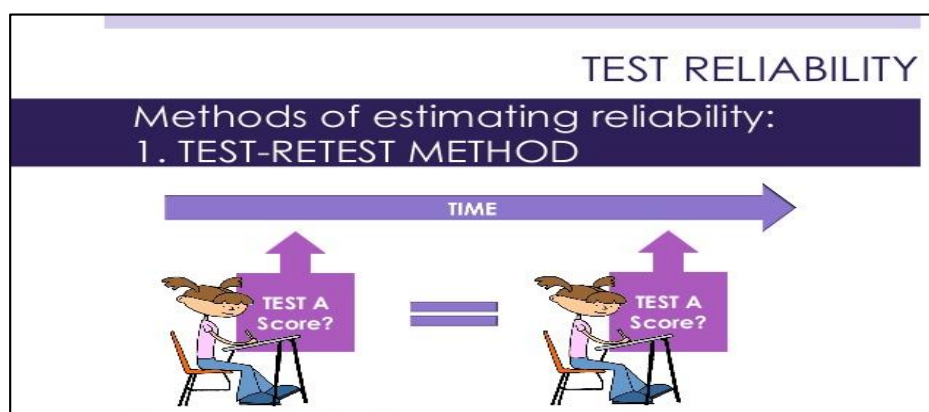 TEST RELIABILITY
Methods of estimating reliability:
1. TEST-RETEST METHOD
TIME
TEST A
Score?
TEST A
Score?